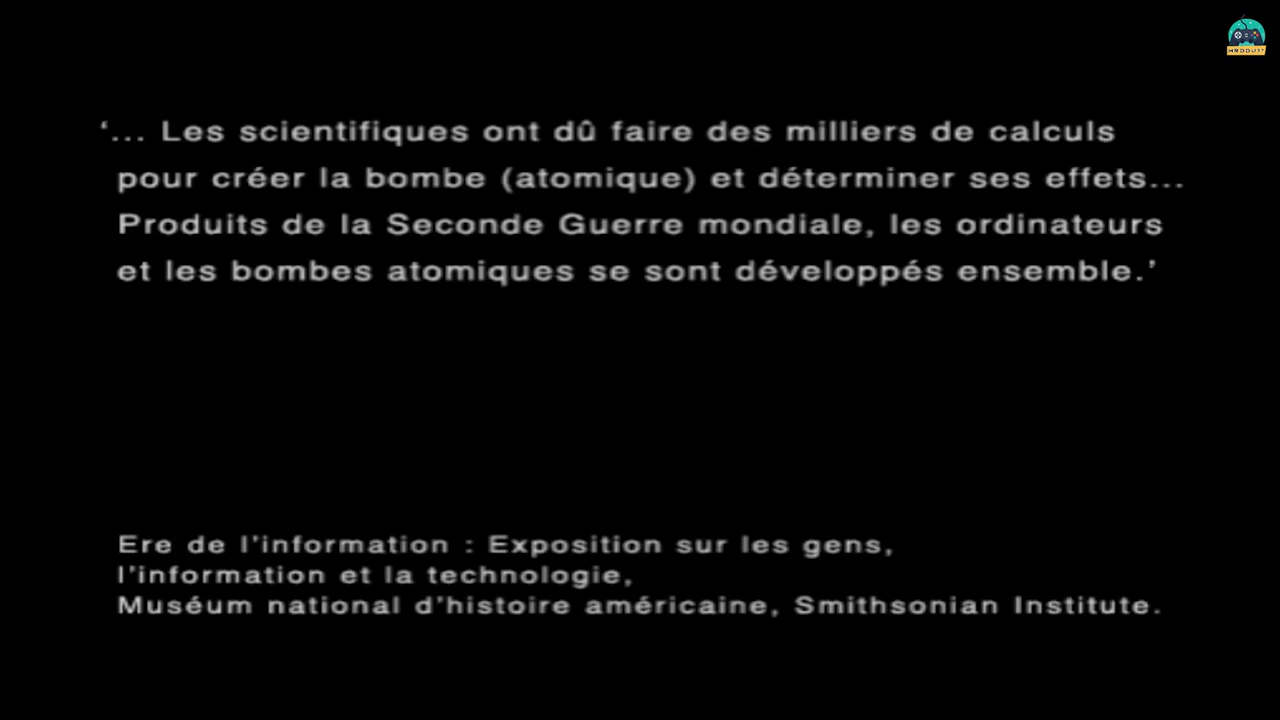 ‘... Les scientifiques ont dû faire des milliers de calculs
pour créer la bombe (atomique) et déterminer ses effets...
Produits de la Seconde Guerre mondiale, les ordinateurs
et les bombes atomiques se sont développés ensemble.’
Ere de l’information : Exposition sur les gens,
l’information et la technologie,
Muséum national d’histoire américaine, Smithsonian Institute.